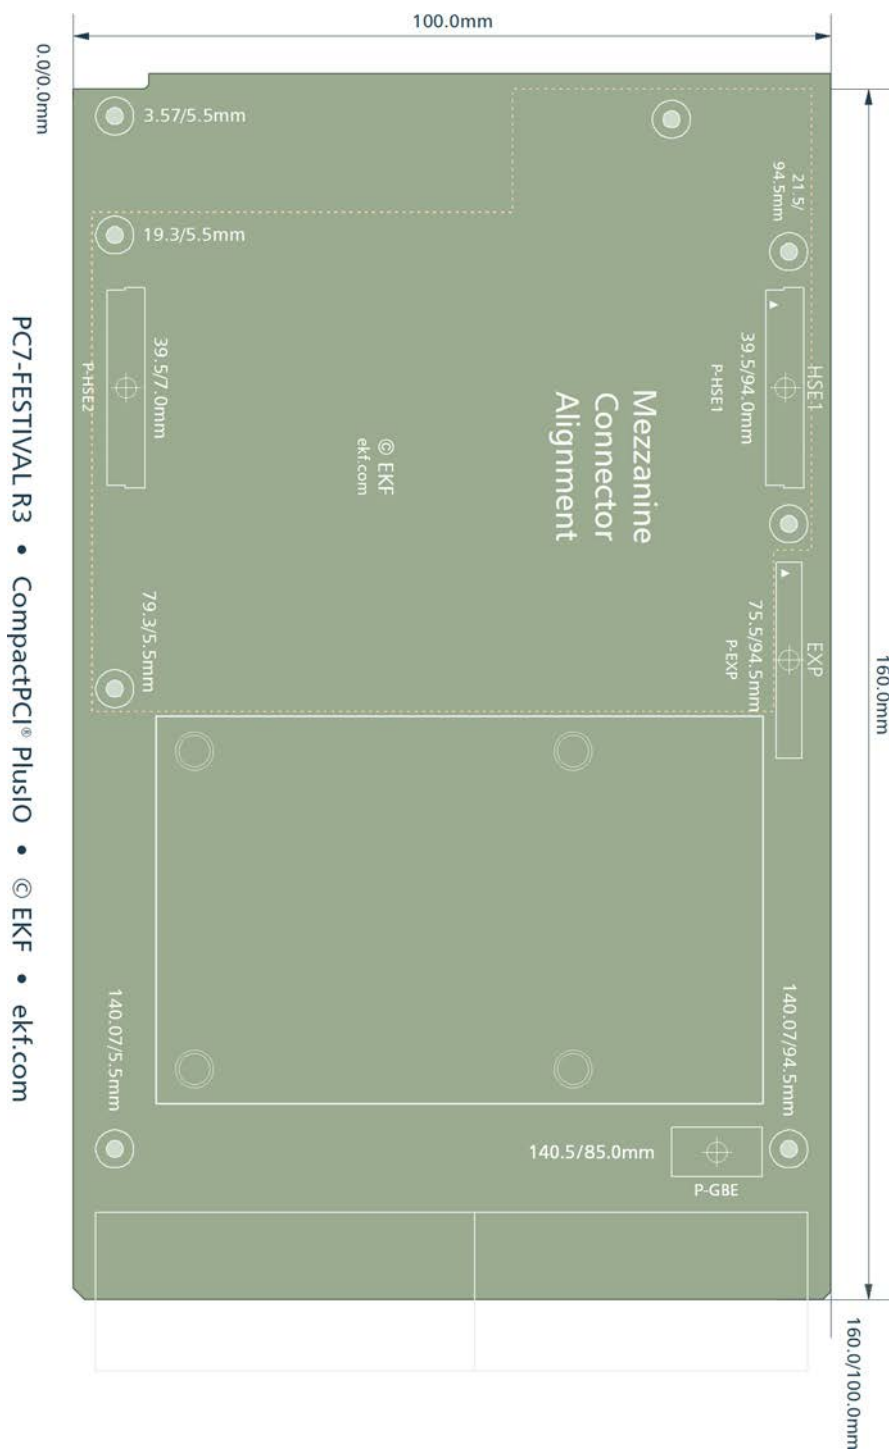 100.0mm
0.0/0.0mm
3.57/5.5mm
21.5/
94.5mm
19.3/5.5mm
39.5/7.0mm
P-HSE2
HSE1
39.5/94.0mm
P-HSE1
Mezzanine
Connector
Alignment
© EKF
ekf.com
79.3/5.5mm
EXP
75.5/94.5mm
P-EXP
160.0mm
140.07/5.5mm
140.07/94.5mm
140.5/85.0mm
P-GBE
160.0/100.0mm
PC7-FESTIVAL R3 • CompactPCI® PlusIO • © EKF • ekf.com